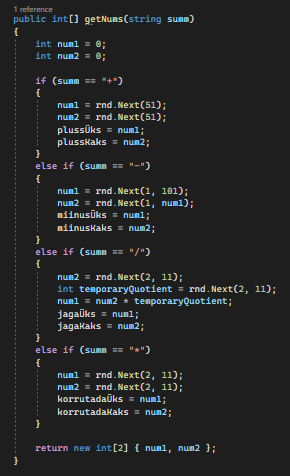 1 reference
public int[] getNums(string summ)
{
    int num1 = 0;
    int num2 = 0;

    if (summ == "+")
    {
        num1 = rnd.Next(51);
        num2 = rnd.Next(51);
        plussÜks = num1;
        plussKaks = num2;
    }
    else if (summ == "-")
    {
        num1 = rnd.Next(1, 101);
        num2 = rnd.Next(1, num1);
        miinusÜks = num1;
        miinusKaks = num2;
    }
    else if (summ == "/")
    {
        num2 = rnd.Next(2, 11);
        int temporaryQuotient = rnd.Next(2, 11);
        num1 = num2 * temporaryQuotient;
        jagaÜks = num1;
        jagaKaks = num2;
    }
    else if (summ == "*")
    {
        num1 = rnd.Next(2, 11);
        num2 = rnd.Next(2, 11);
        korrutadaÜks = num1;
        korrutadaKaks = num2;
    }

    return new int[2] { num1, num2 };
}